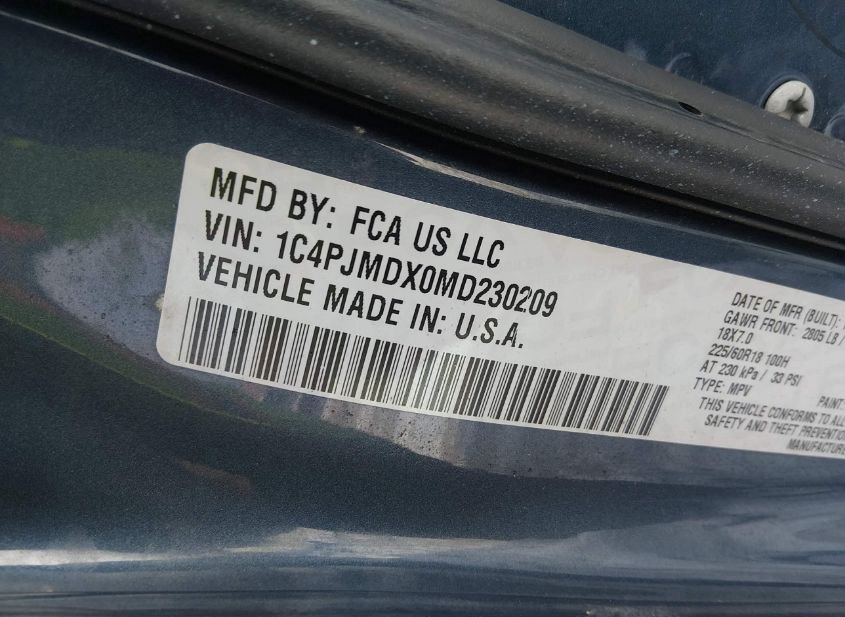 MFD BY: FCA US LLC
VIN: 1C4PJMDX0MD230209
VEHICLE MADE IN: U.S.A.
DATE OF MFR (BUILT):
GAWR FRONT: 2805 LB /
18X7.0
225/60R18 100H
AT 230 kPa / 33 PSI
TYPE: MPV
PAINT:
THIS VEHICLE CONFORMS TO ALL
SAFETY AND THEFT PREVENTION
MANUFACTURE